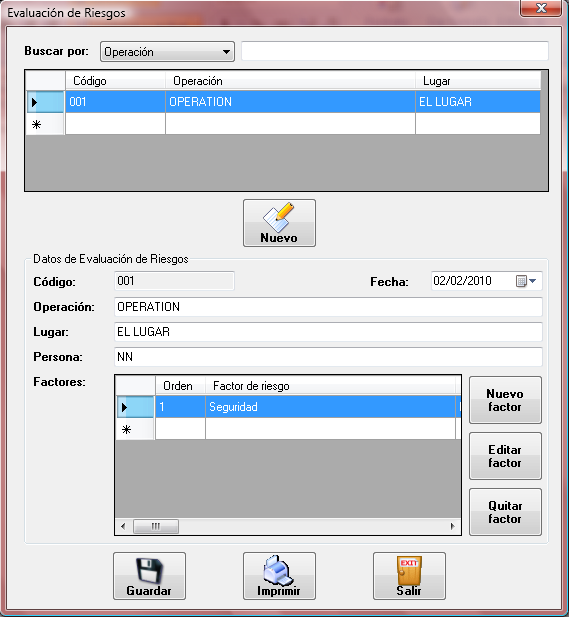 Evaluación de Riesgos
Buscar por: Operación
Código Operación Lugar
001 OPERATION EL LUGAR
Nuevo
Datos de Evaluación de Riesgos
Código: 001 Fecha: 02/02/2010
Operación: OPERATION
Lugar: EL LUGAR
Persona: NN
Factores:
Orden Factor de riesgo
1 Seguridad
Nuevo
factor
Editar
factor
Quitar
factor
Guardar
Imprimir
EXIT
Salir